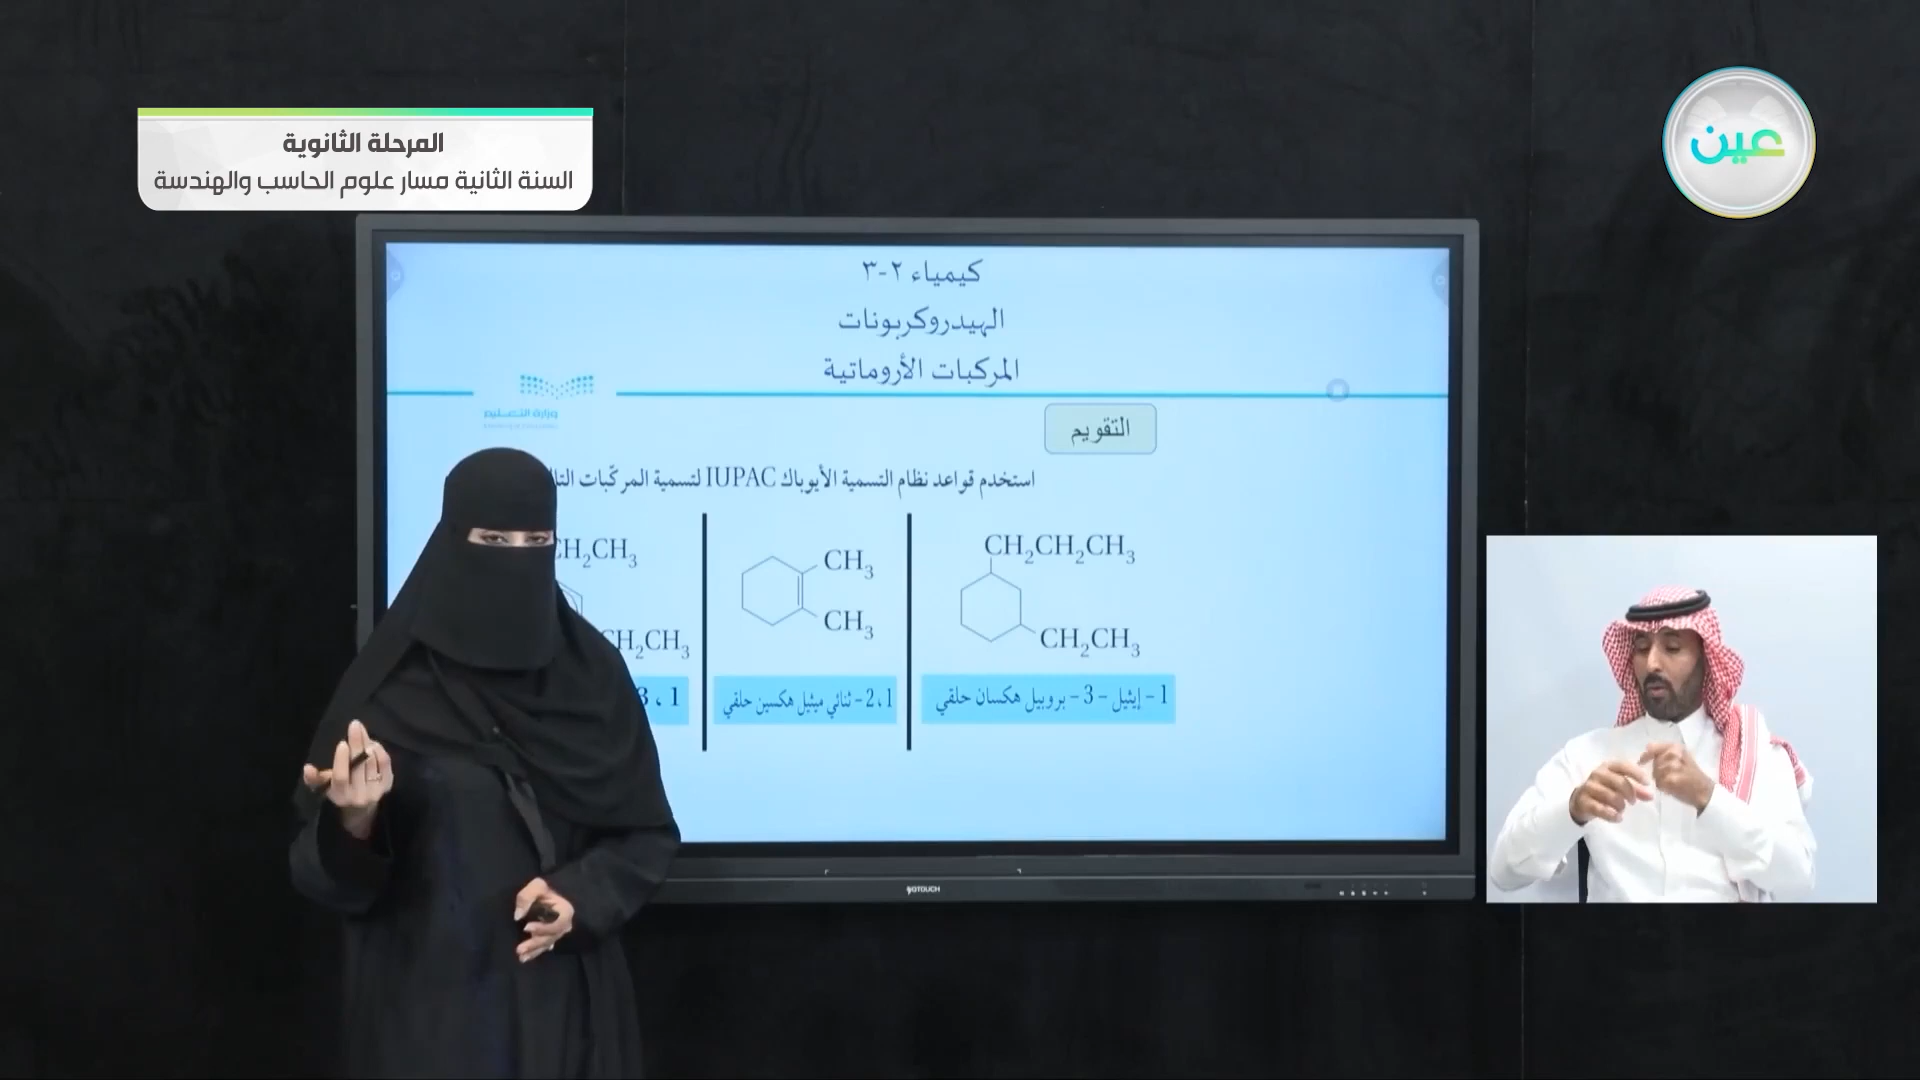 المرحلة الثانوية
السنة الثانية مسار علوم الحاسب والهندسة
عين
كيمياء ٢-٣
الهيدروكربونات
المركبات الأروماتية
وزارة التعليم
التقويم
استخدم قواعد نظام التسمية الأيوباك IUPAC لتسمية المركّبات
CH₂CH₂CH₃
CH₂CH₃
1 - إيثيل - 3 - بروبيل هكسان حلقي
CH₃
CH₃
1، 2 - ثنائي ميثيل هكسين حلقي
CH₂CH₃
CH₂CH₃
1 ، 3